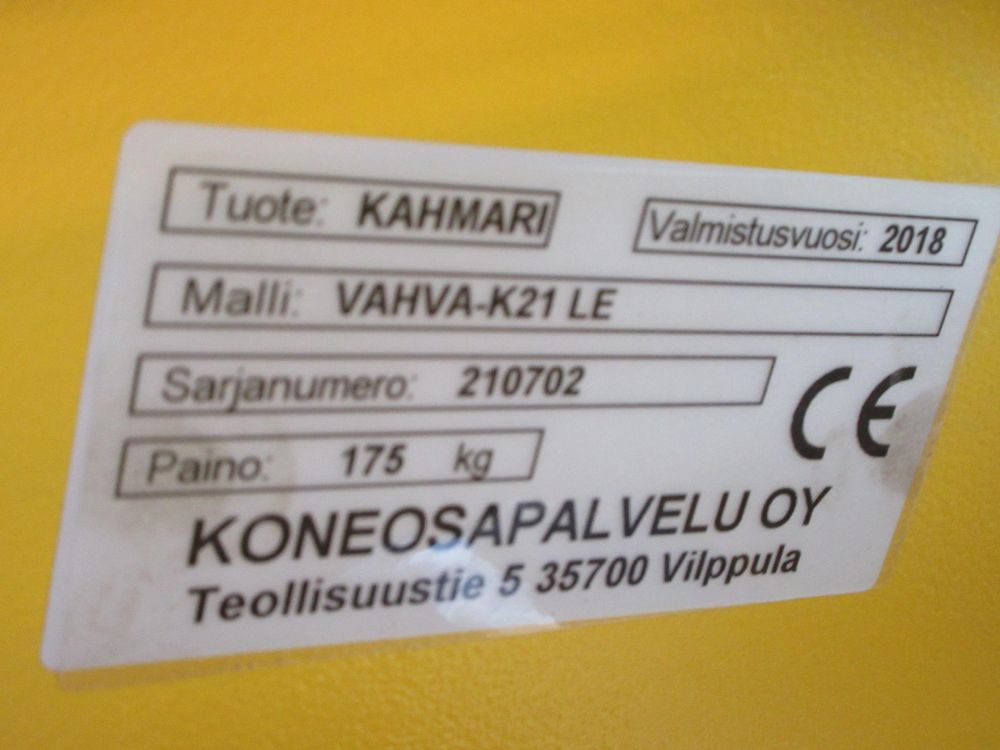 Tuote: KAHMARI Valmistusvuosi: 2018
Malli: VAHVA-K21 LE
Sarjanumero: 210702
Paino: 175 kg
CE
KONEOSAPALVELU OY
Teollisuustie 5 35700 Vilppula